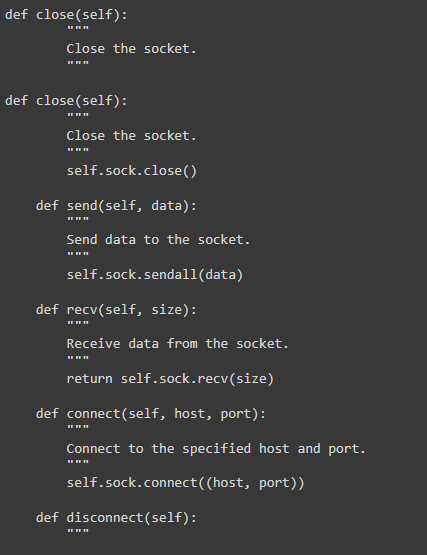 def close(self):
        """
        Close the socket.
        """

def close(self):
        """
        Close the socket.
        """
        self.sock.close()

    def send(self, data):
        """
        Send data to the socket.
        """
        self.sock.sendall(data)

    def recv(self, size):
        """
        Receive data from the socket.
        """
        return self.sock.recv(size)

    def connect(self, host, port):
        """
        Connect to the specified host and port.
        """
        self.sock.connect((host, port))

    def disconnect(self):
        """